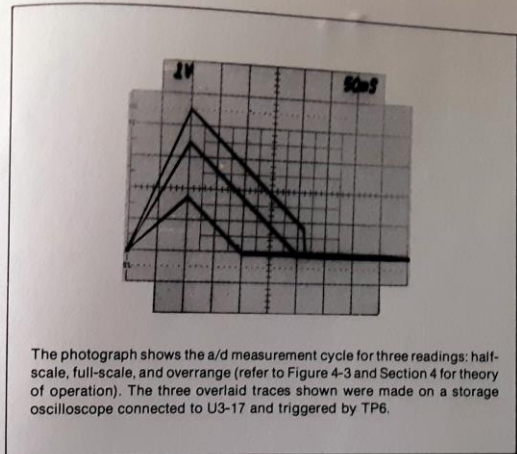 1V 50mS
The photograph shows the a/d measurement cycle for three readings: half-
scale, full-scale, and overrange (refer to Figure 4-3 and Section 4 for theory
of operation). The three overlaid traces shown were made on a storage
oscilloscope connected to U3-17 and triggered by TP6.